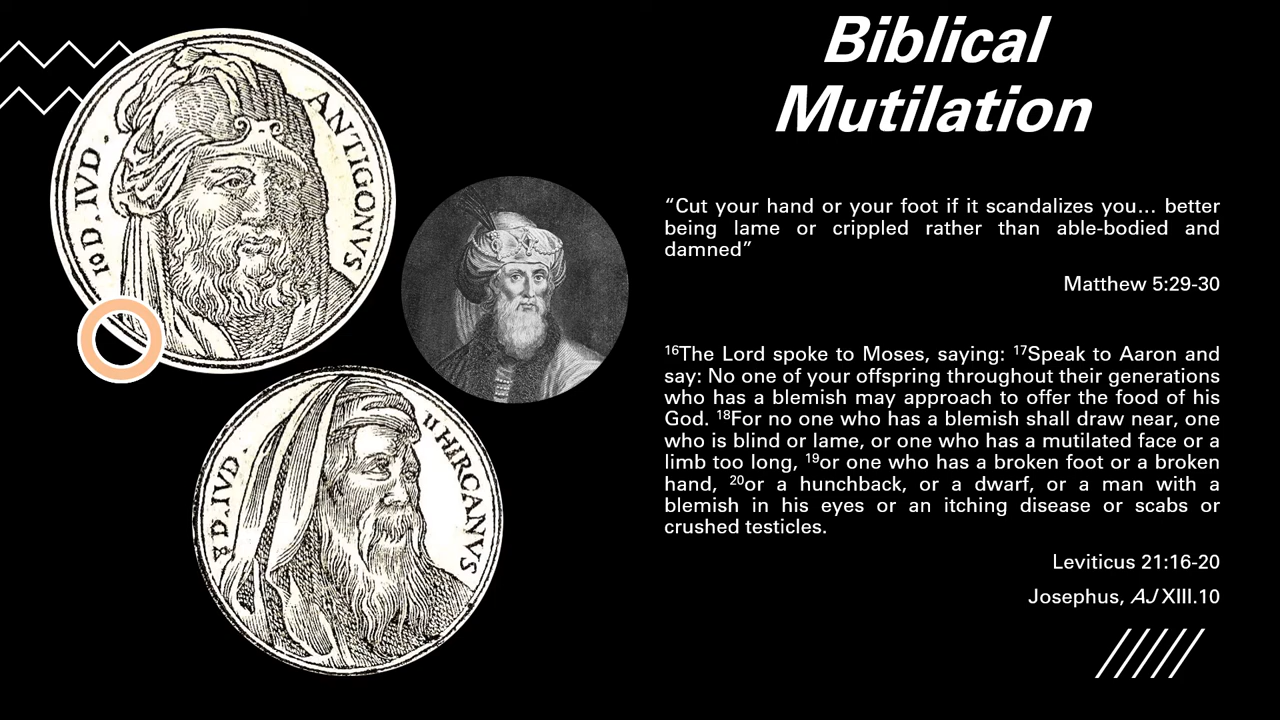 Biblical
Mutilation
IOD. IVD.
ANTIGONVS
II HIRCANVS
D. IVD.
“Cut your hand or your foot if it scandalizes you... better
being lame or crippled rather than able-bodied and
damned”
Matthew 5:29-30
¹⁶The Lord spoke to Moses, saying: ¹⁷Speak to Aaron and
say: No one of your offspring throughout their generations
who has a blemish may approach to offer the food of his
God. ¹⁸For no one who has a blemish shall draw near, one
who is blind or lame, or one who has a mutilated face or a
limb too long, ¹⁹or one who has a broken foot or a broken
hand, ²⁰or a hunchback, or a dwarf, or a man with a
blemish in his eyes or an itching disease or scabs or
crushed testicles.
Leviticus 21:16-20
Josephus, AJ XIII.10